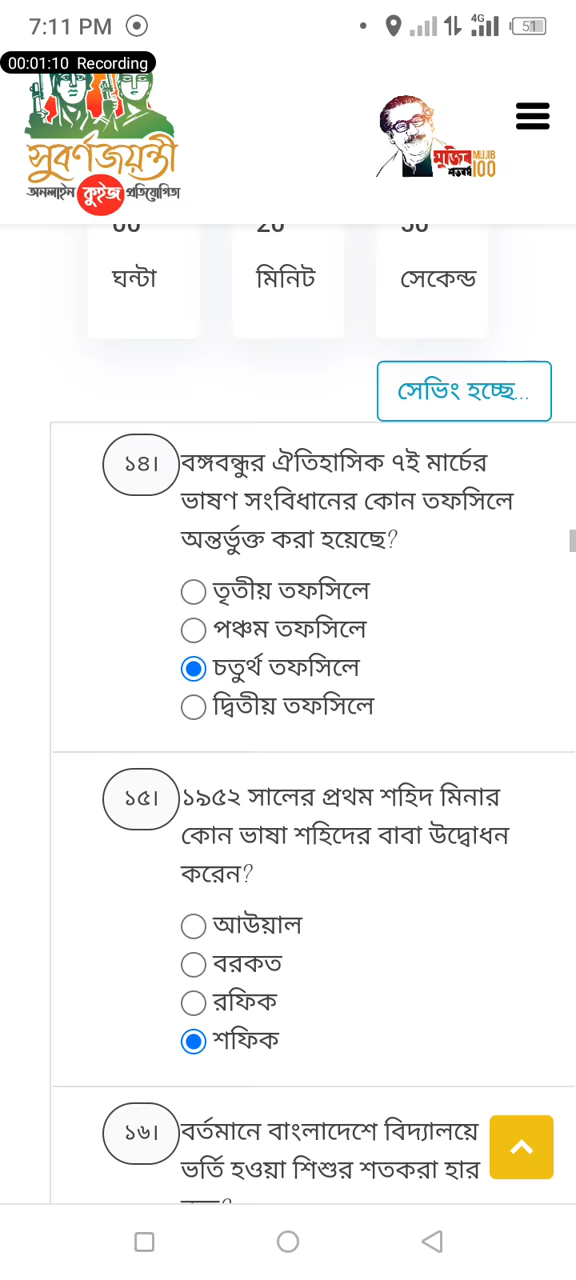 7:11 PM
4G
51
00:01:10 Recording
সুবর্ণজয়ন্তী
অনলাইন কুইজ প্রতিযোগিতা
মুজিব MUJIB
শতবর্ষ 100
ঘন্টা মিনিট সেকেন্ড
সেভিং হচ্ছে...
১৪। বঙ্গবন্ধুর ঐতিহাসিক ৭ই মার্চের
ভাষণ সংবিধানের কোন তফসিলে
অন্তর্ভুক্ত করা হয়েছে?
তৃতীয় তফসিলে
পঞ্চম তফসিলে
চতুর্থ তফসিলে
দ্বিতীয় তফসিলে
১৫। ১৯৫২ সালের প্রথম শহিদ মিনার
কোন ভাষা শহিদের বাবা উদ্বোধন
করেন?
আউয়াল
বরকত
রফিক
শফিক
১৬। বর্তমানে বাংলাদেশে বিদ্যালয়ে
ভর্তি হওয়া শিশুর শতকরা হার